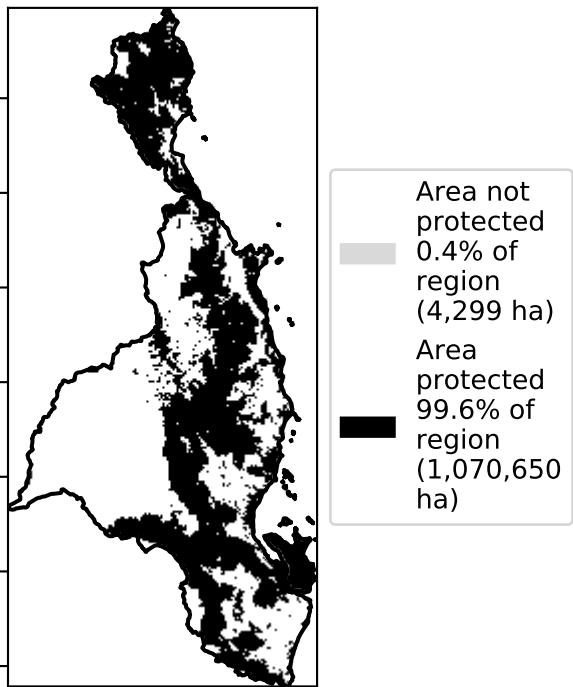 Area not
protected
0.4% of
region
(4,299 ha)
Area
protected
99.6% of
region
(1,070,650
ha)